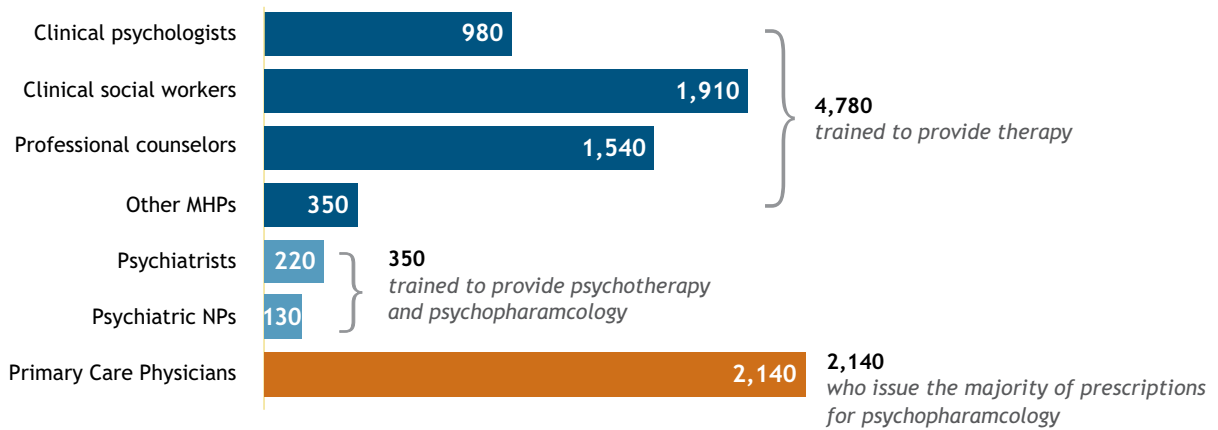 Clinical psychologists 980
Clinical social workers 1,910
4,780
trained to provide therapy
Professional counselors 1,540
Other MHPs 350
Psychiatrists 220
350
trained to provide psychotherapy
and psychopharamcology
Psychiatric NPs 130
Primary Care Physicians 2,140
2,140
who issue the majority of prescriptions
for psychopharamcology